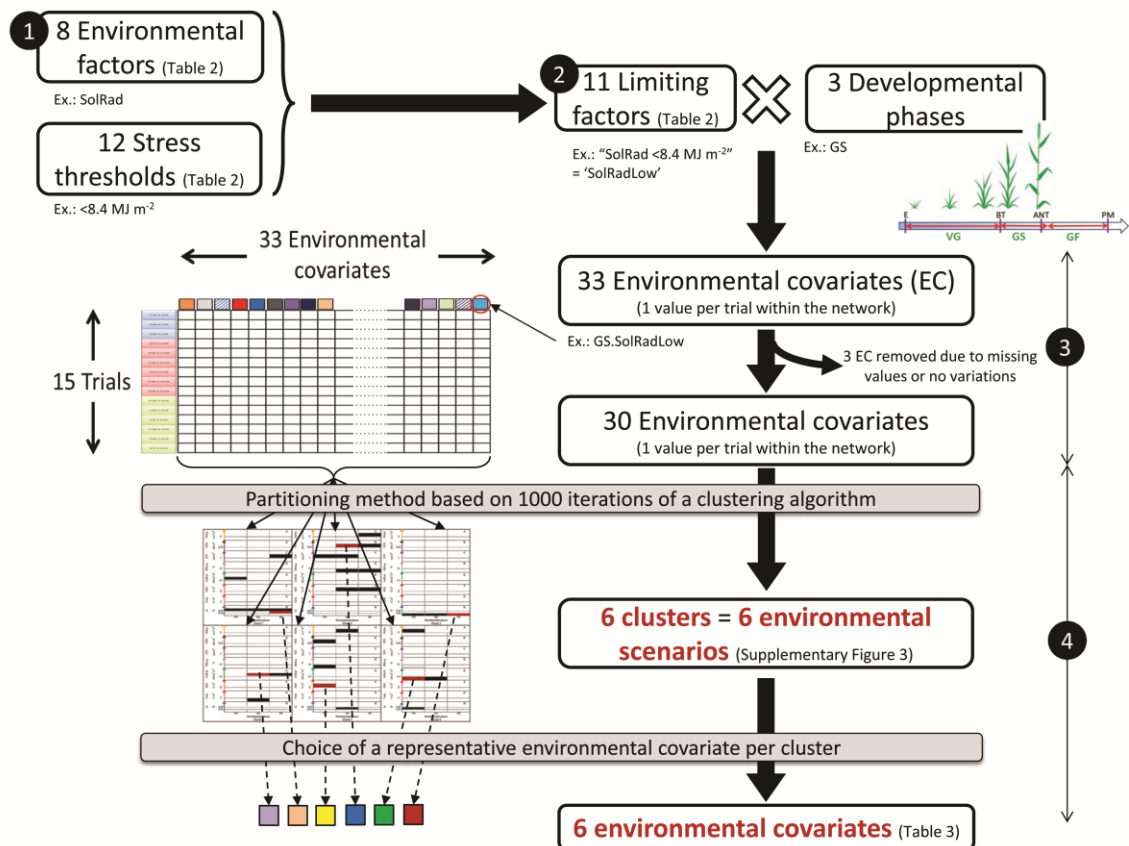 1
8 Environmental
factors (Table 2)
Ex.: SolRad
12 Stress
thresholds (Table 2)
Ex.: <8.4 MJ m-2
2
11 Limiting
factors (Table 2)
Ex.: “SolRad <8.4 MJ m-2”
= ‘SolRadLow’
3 Developmental
phases
Ex.: GS
E BT ANT PM
VG GS GF
33 Environmental
covariates
15 Trials
Ex.: GS.SolRadLow
33 Environmental covariates (EC)
(1 value per trial within the network)
3 EC removed due to missing
values or no variations
3
30 Environmental covariates
(1 value per trial within the network)
Partitioning method based on 1000 iterations of a clustering algorithm
6 clusters = 6 environmental
scenarios (Supplementary Figure 3)
4
Choice of a representative environmental covariate per cluster
6 environmental covariates (Table 3)